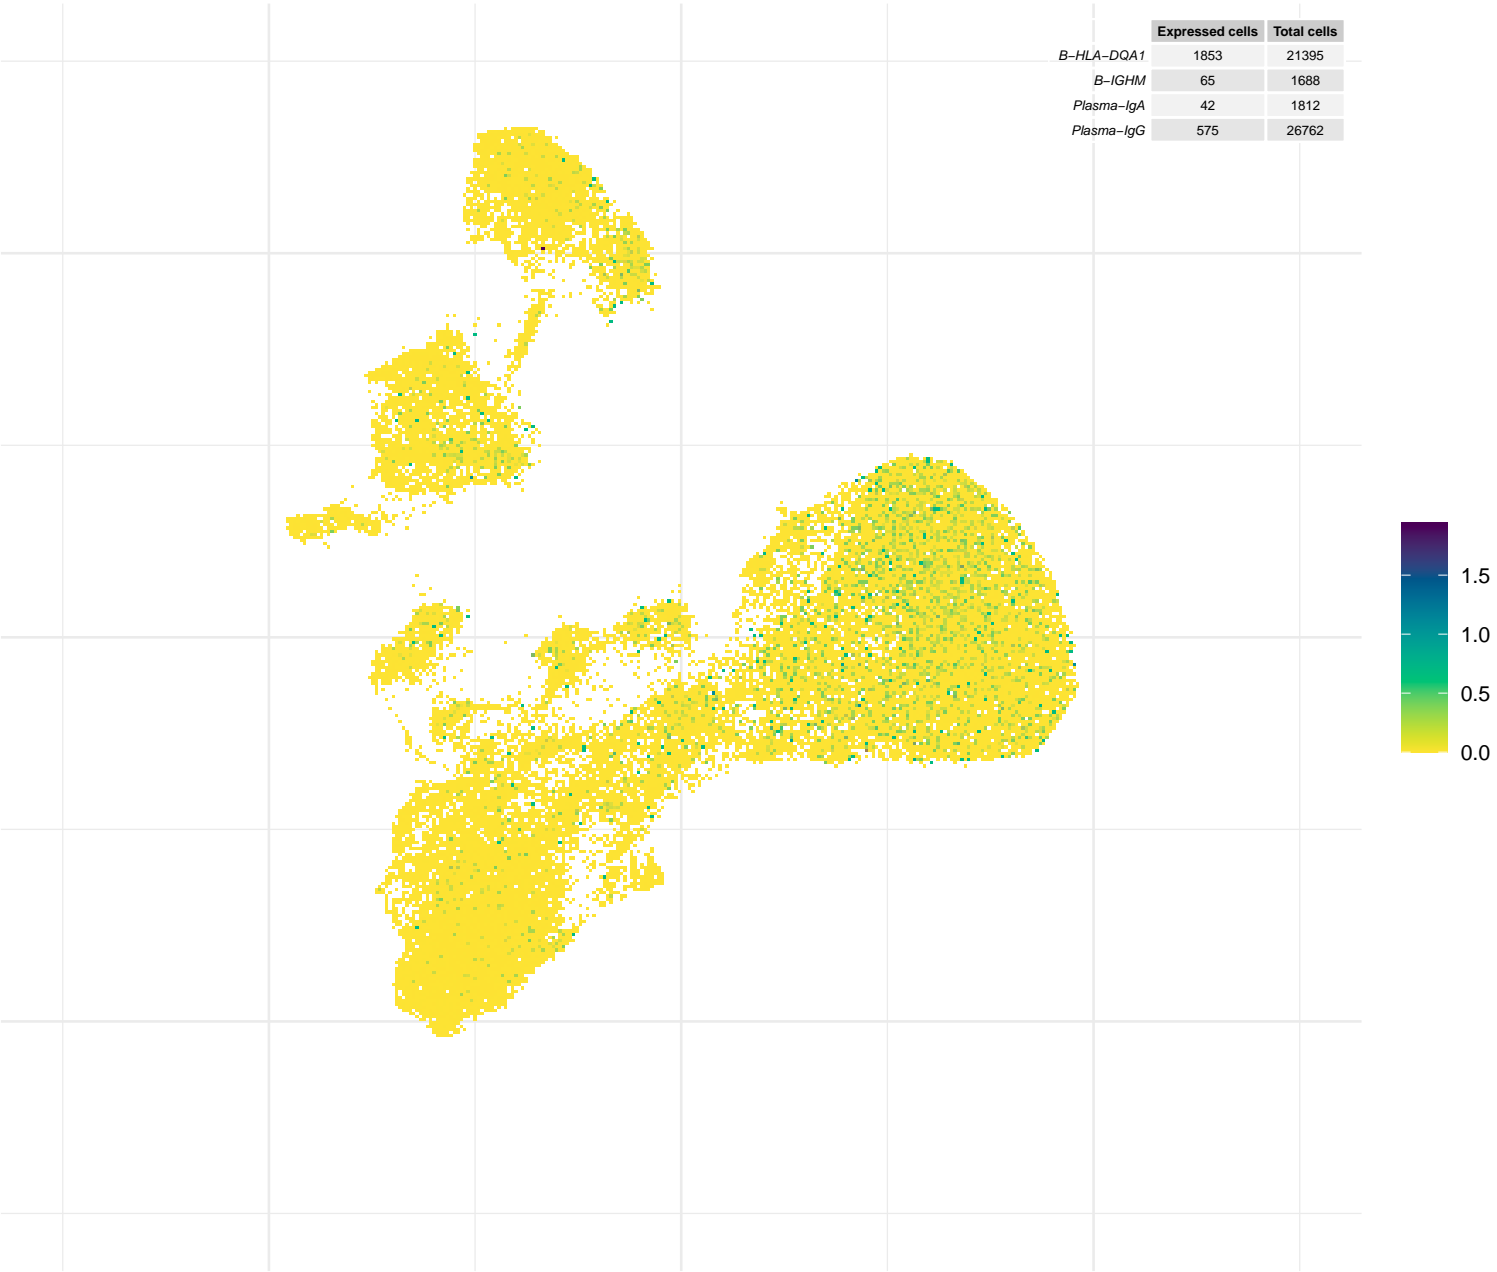 Expressed cells Total cells
B−HLA−DQA1 1853 21395
B−IGHM 65 1688
Plasma−IgA 42 1812
Plasma−IgG 575 26762
1.5
1.0
0.5
0.0